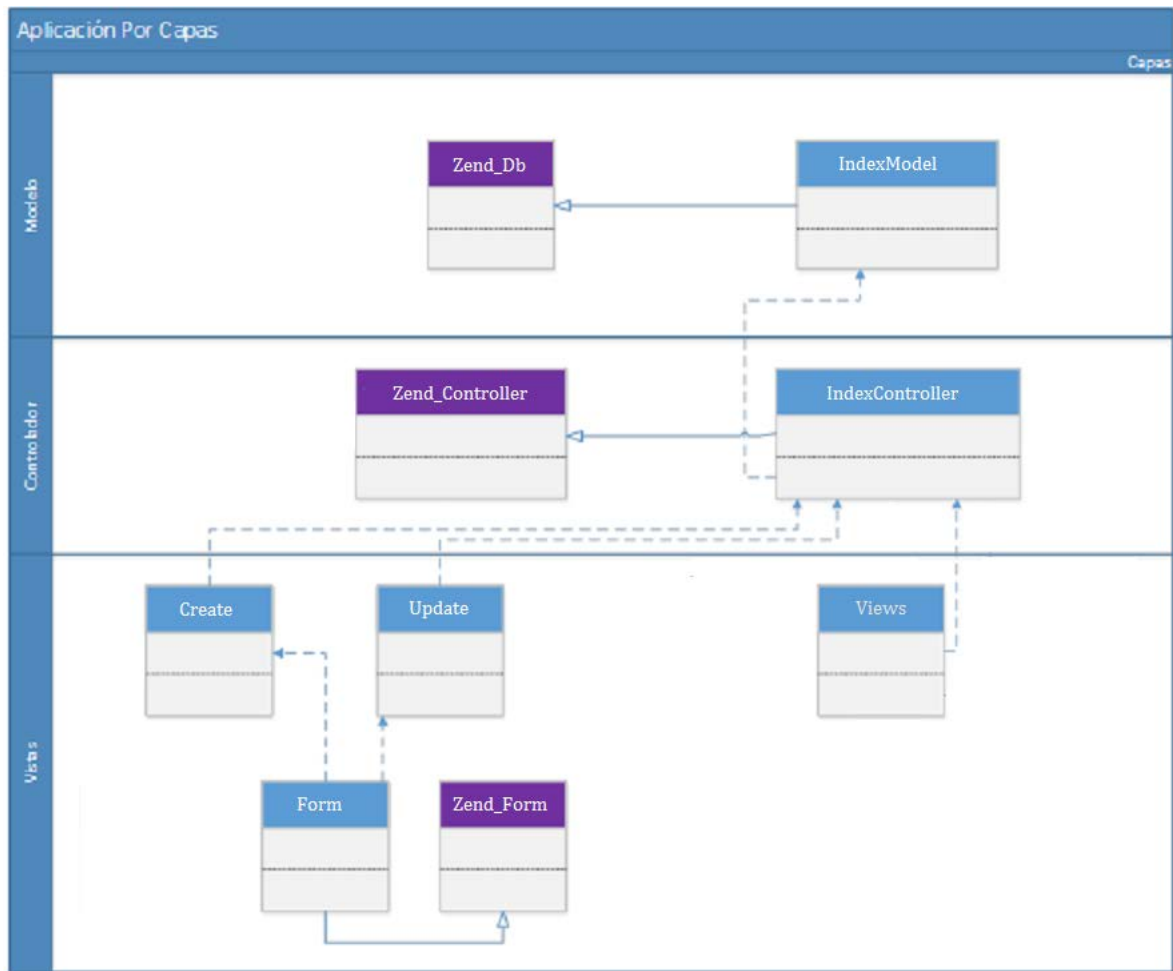 Aplicación Por Capas
Capas
Modelo
Zend_Db
IndexModel
Controlador
Zend_Controller
IndexController
Vistas
Create
Update
Views
Form
Zend_Form